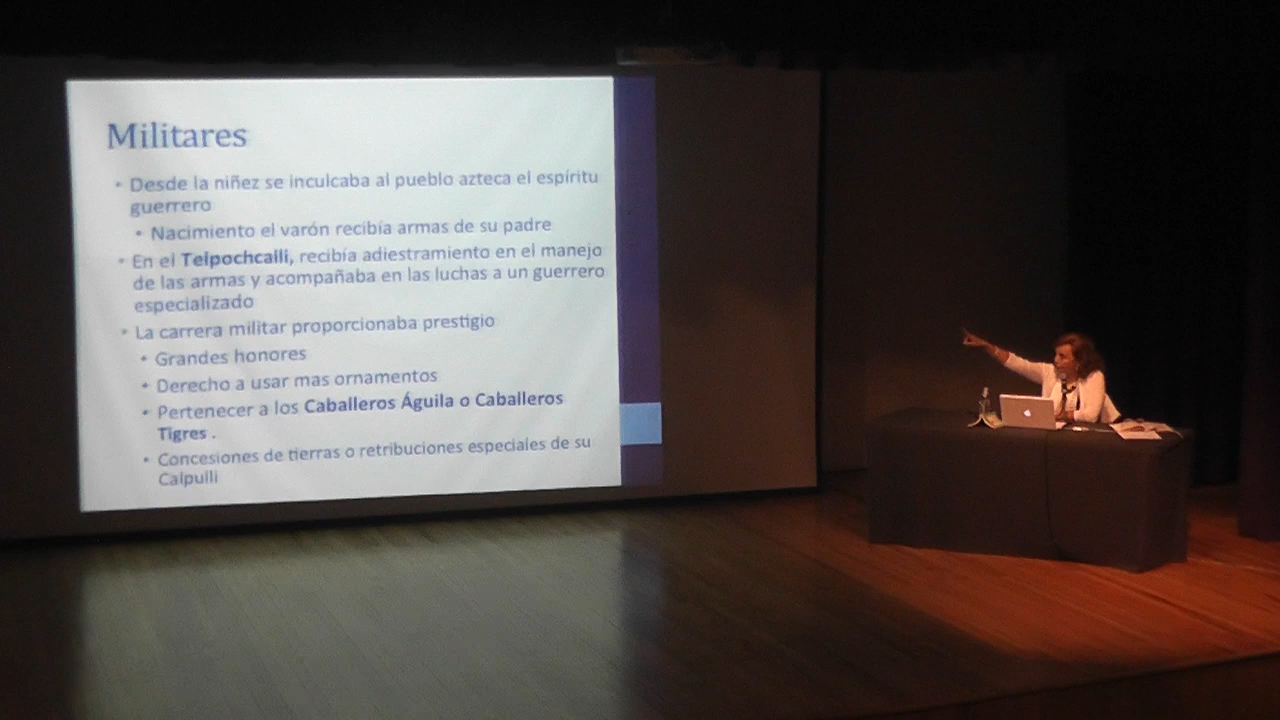 Militares
• Desde la niñez se inculcaba al pueblo azteca el espíritu
guerrero
• Nacimiento el varón recibía armas de su padre
• En el Telpochcalli, recibía adiestramiento en el manejo
de las armas y acompañaba en las luchas a un guerrero
especializado
• La carrera militar proporcionaba prestigio
• Grandes honores
• Derecho a usar mas ornamentos
• Pertenecer a los Caballeros Águila o Caballeros
Tigres .
• Concesiones de tierras o retribuciones especiales de su
Calpulli